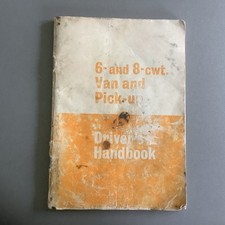 6-and 8-cwt.
Van and
Pick-up
Driver's
Handbook